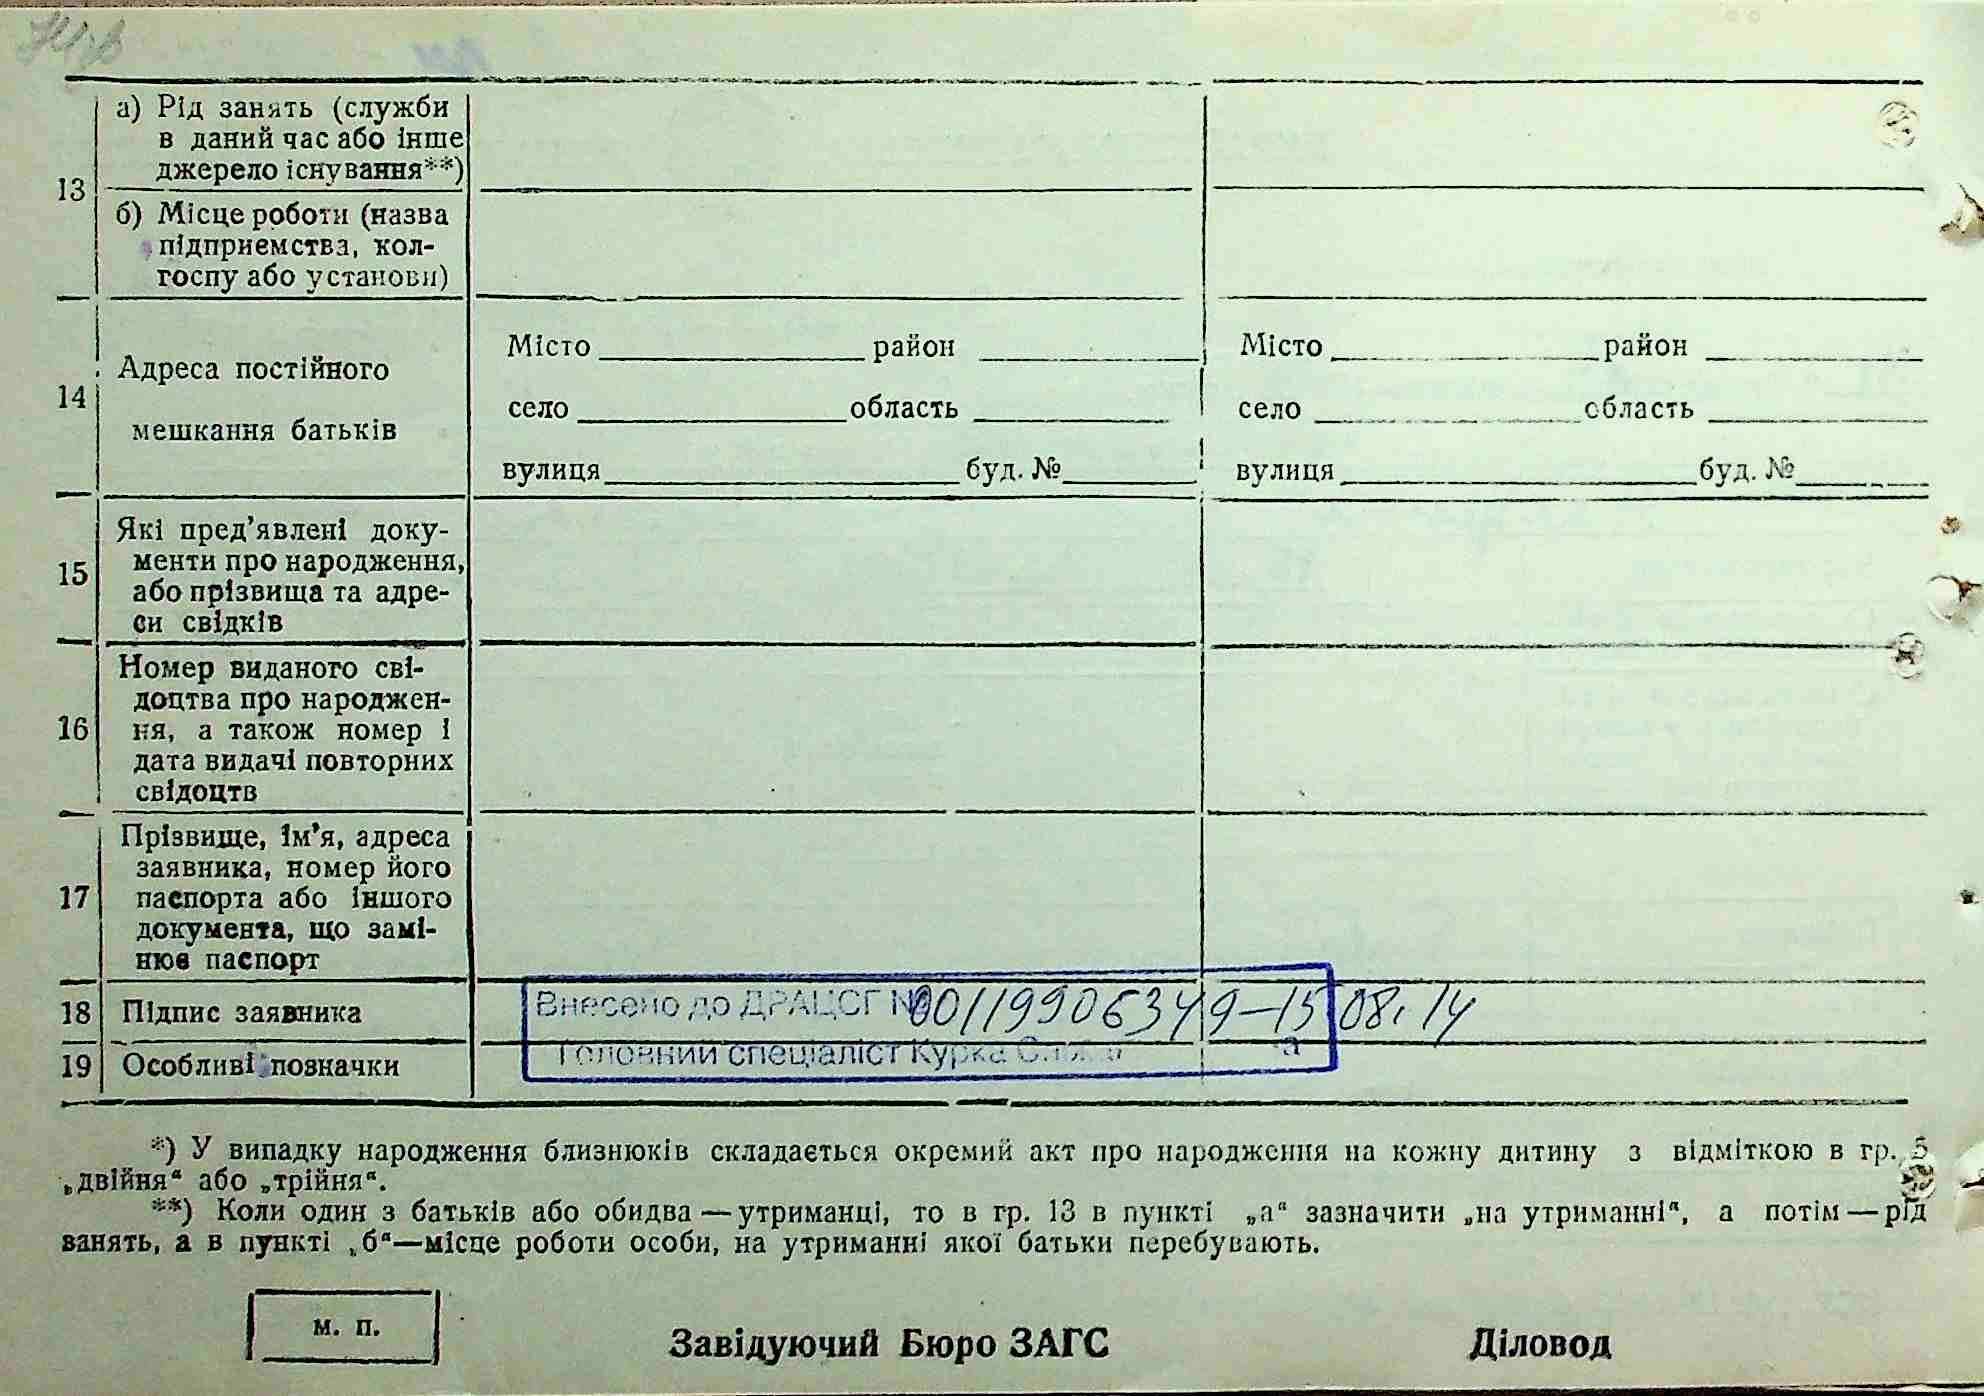 а) Рід занять (служби
в даний час або інше
джерело існування**)
13
б) Місце роботи (назва
підприємства, кол-
госпу або установи)
14
Адреса постійного
мешкання батьків
Місто район
село область
вулиця буд. №
Місто район
село область
вулиця буд. №
15
Які пред'явлені доку-
менти про народження,
або прізвища та адре-
си свідків
16
Номер виданого сві-
доцтва про народжен-
ня, а також номер і
дата видачі повторних
свідоцтв
17
Прізвище, ім'я, адреса
заявника, номер його
паспорта або іншого
документа, що замі-
нює паспорт
18 Підпис заявника
Внесено до ДРАЦСГ № 00119906349-15.08.14
19 Особливі позначки
Головний спеціаліст Курка
*) У випадку народження близнюків складається окремий акт про народження на кожну дитину з відміткою в гр. 5
„двійня“ або „трійня“.
**) Коли один з батьків або обидва — утриманці, то в гр. 13 в пункті „а“ зазначити „на утриманні“, а потім — рід
занять, а в пункті „б“—місце роботи особи, на утриманні якої батьки перебувають.
м. п.
Завідуючий Бюро ЗАГС
Діловод